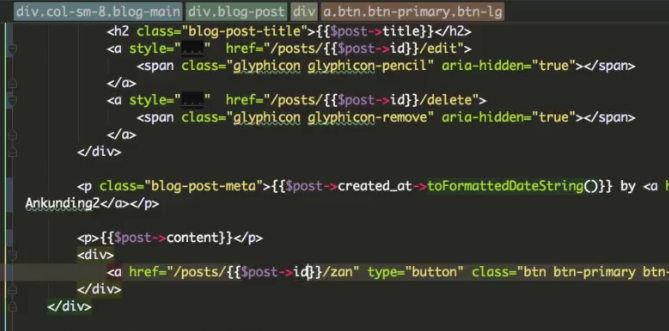 div.col-sm-8.blog-main div.blog-post div a.btn.btn-primary.btn-lg
<h2 class="blog-post-title">{{$post->title}}</h2>
<a style="..."  href="/posts/{{$post->id}}/edit">
<span class="glyphicon glyphicon-pencil" aria-hidden="true"></span>
</a>
<a style="..."  href="/posts/{{$post->id}}/delete">
<span class="glyphicon glyphicon-remove" aria-hidden="true"></span>
</a>
</div>
<p class="blog-post-meta">{{$post->created_at->toFormattedDateString()}} by <a h
Ankunding2</a></p>
<p>{{$post->content}}</p>
<div>
<a href="/posts/{{$post->id}}/zan" type="button" class="btn btn-primary btn-
</div>
</div>